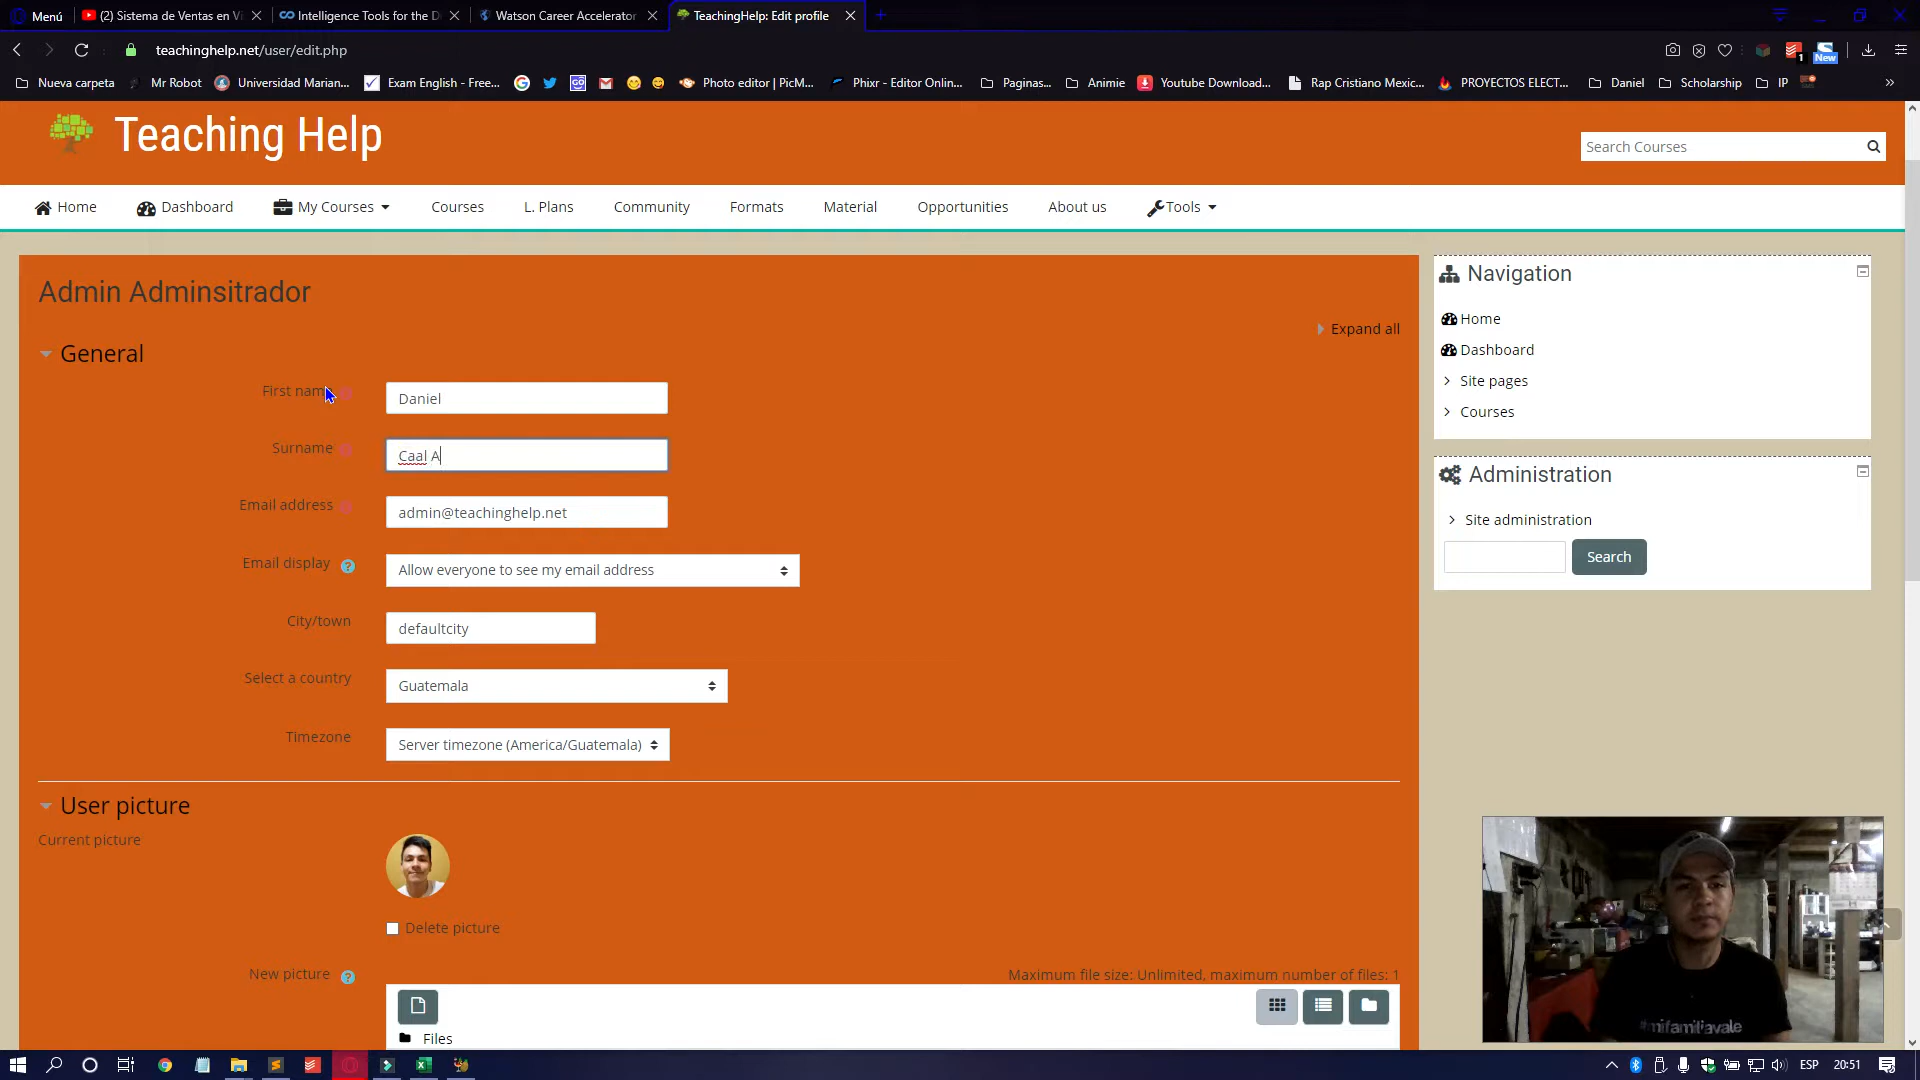 Menú
(2) Sistema de Ventas en Vi
Intelligence Tools for the D
Watson Career Accelerator
TeachingHelp: Edit profile
teachinghelp.net/user/edit.php
1
New
Nueva carpeta
Mr Robot
Universidad Marian...
Exam English - Free...
Photo editor | PicM...
Phixr - Editor Onlin...
Paginas...
Animie
Youtube Download...
Rap Cristiano Mexic...
PROYECTOS ELECT...
Daniel
Scholarship
IP
»
Teaching Help
Search Courses
Home
Dashboard
My Courses
Courses
L. Plans
Community
Formats
Material
Opportunities
About us
Tools
Admin Adminsitrador
Expand all
General
First name
Daniel
Surname
Caal A
Email address
admin@teachinghelp.net
Email display
?
Allow everyone to see my email address
City/town
defaultcity
Select a country
Guatemala
Timezone
Server timezone (America/Guatemala)
User picture
Current picture
Delete picture
New picture
?
Maximum file size: Unlimited, maximum number of files: 1
Files
Navigation
Home
Dashboard
Site pages
Courses
Administration
Site administration
Search
#mifamiliavale
ESP
20:51